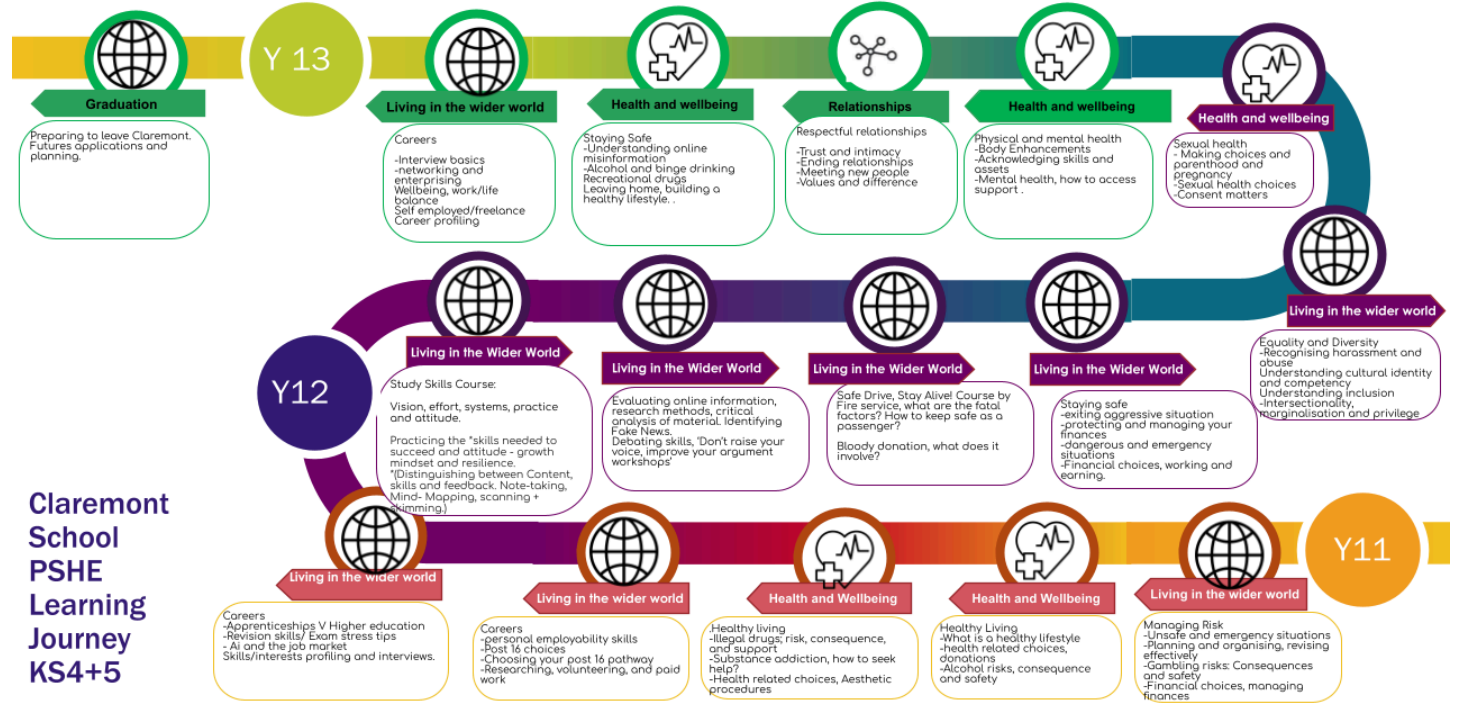 Y 13
Graduation
Preparing to leave Claremont.
Futures applications and
planning.
Living in the wider world
Careers
-Interview basics
-networking and
enterprising
Wellbeing, work/life
balance
Self employed/freelance
Career profiling
Health and wellbeing
Staying Safe
-Understanding online
misinformation
-Alcohol and binge drinking
Recreational drugs
Leaving home, building a
healthy lifestyle. .
Relationships
Respectful relationships
-Trust and intimacy
-Ending relationships
-Meeting new people
-Values and difference
Health and wellbeing
Physical and mental health
-Body Enhancements
-Acknowledging skills and
assets
-Mental health, how to access
support .
Health and wellbeing
Sexual health
- Making choices and
parenthood and
pregnancy
-Sexual health choices
-Consent matters
Y12
Living in the Wider World
Study Skills Course:
Vision, effort, systems, practice
and attitude.
Practicing the "skills needed to
succeed and attitude - growth
mindset and resilience.
"(Distinguishing between Content,
skills and feedback. Note-taking,
Mind- Mapping, scanning +
skimming.)
Living in the Wider World
Evaluating online information,
research methods, critical
analysis of material. Identifying
Fake News.
Debating skills, 'Don't raise your
voice, improve your argument
workshops'
Living in the Wider World
Safe Drive, Stay Alive! Course by
Fire service, what are the fatal
factors? How to keep safe as a
passenger?
Bloody donation, what does it
involve?
Living in the Wider World
Staying safe
-exiting aggressive situation
-protecting and managing your
finances
-dangerous and emergency
situations
-Financial choices, working and
earning.
Living in the wider world
Equality and Diversity
-Recognising harassment and
abuse
Understanding cultural identity
and competency
Understanding inclusion
-Intersectionality,
marginalisation and privilege
Claremont
School
PSHE
Learning
Journey
KS4+5
Living in the wider world
Careers
-Apprenticeships V Higher education
-Revision skills/ Exam stress tips
- Ai and the job market
Skills/interests profiling and interviews.
Living in the wider world
Careers
-personal employability skills
-Post 16 choices
-Choosing your post 16 pathway
-Researching, volunteering, and paid
work
Health and Wellbeing
.Healthy living
-Illegal drugs; risk, consequence,
and support
-Substance addiction, how to seek
help?
-Health related choices, Aesthetic
procedures
Health and Wellbeing
Healthy Living
-What is a healthy lifestyle
-health related choices,
donations
-Alcohol risks, consequence
and safety
Living in the wider world
Managing Risk
-Unsafe and emergency situations
-Planning and organising, revising
effectively
-Gambling risks: Consequences
and safety
-Financial choices, managing
finances
Y11